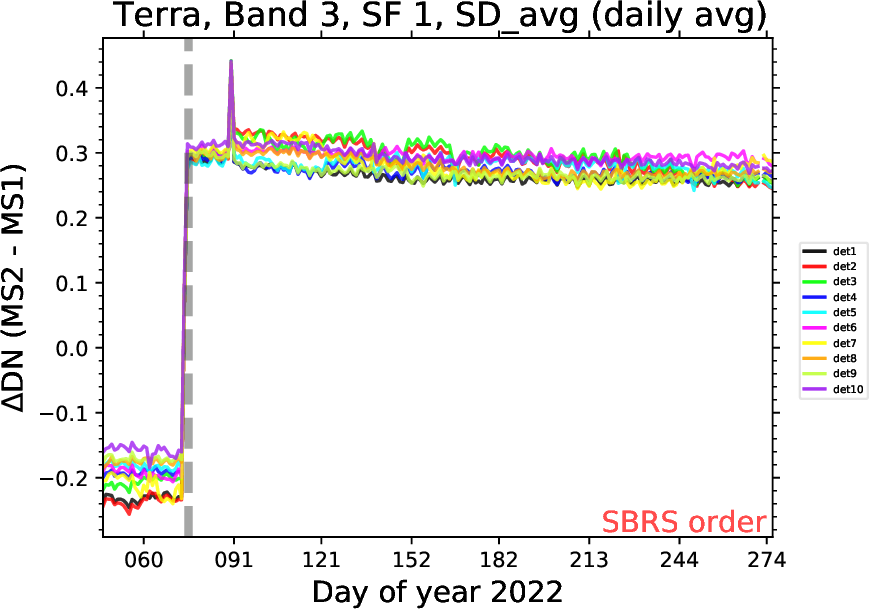 Terra, Band 3, SF 1, SD_avg (daily avg)
ΔDN (MS2 - MS1)
0.4
0.3
0.2
0.1
0.0
−0.1
−0.2
det1
det2
det3
det4
det5
det6
det7
det8
det9
det10
SBRS order
060 091 121 152 182 213 244 274
Day of year 2022